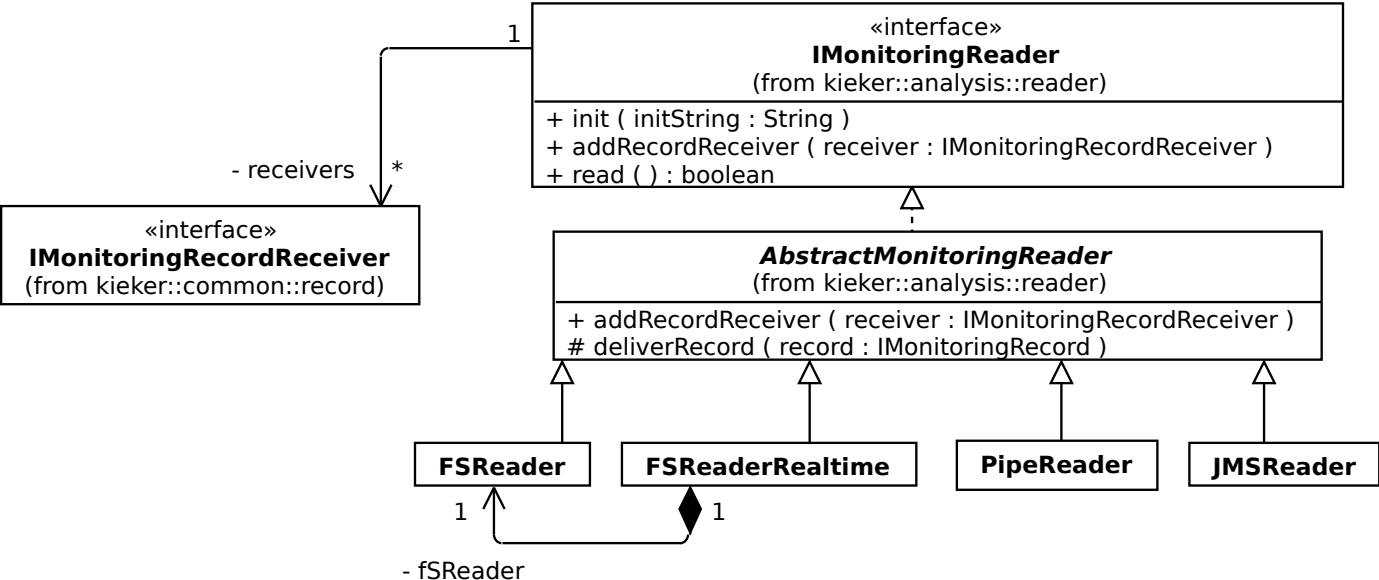 1
«interface»
IMonitoringReader
(from kieker::analysis::reader)
+ init ( initString : String )
+ addRecordReceiver ( receiver : IMonitoringRecordReceiver )
+ read ( ) : boolean
- receivers
*
«interface»
IMonitoringRecordReceiver
(from kieker::common::record)
AbstractMonitoringReader
(from kieker::analysis::reader)
+ addRecordReceiver ( receiver : IMonitoringRecordReceiver )
# deliverRecord ( record : IMonitoringRecord )
FSReader
FSReaderRealtime
PipeReader
JMSReader
1
1
- fSReader